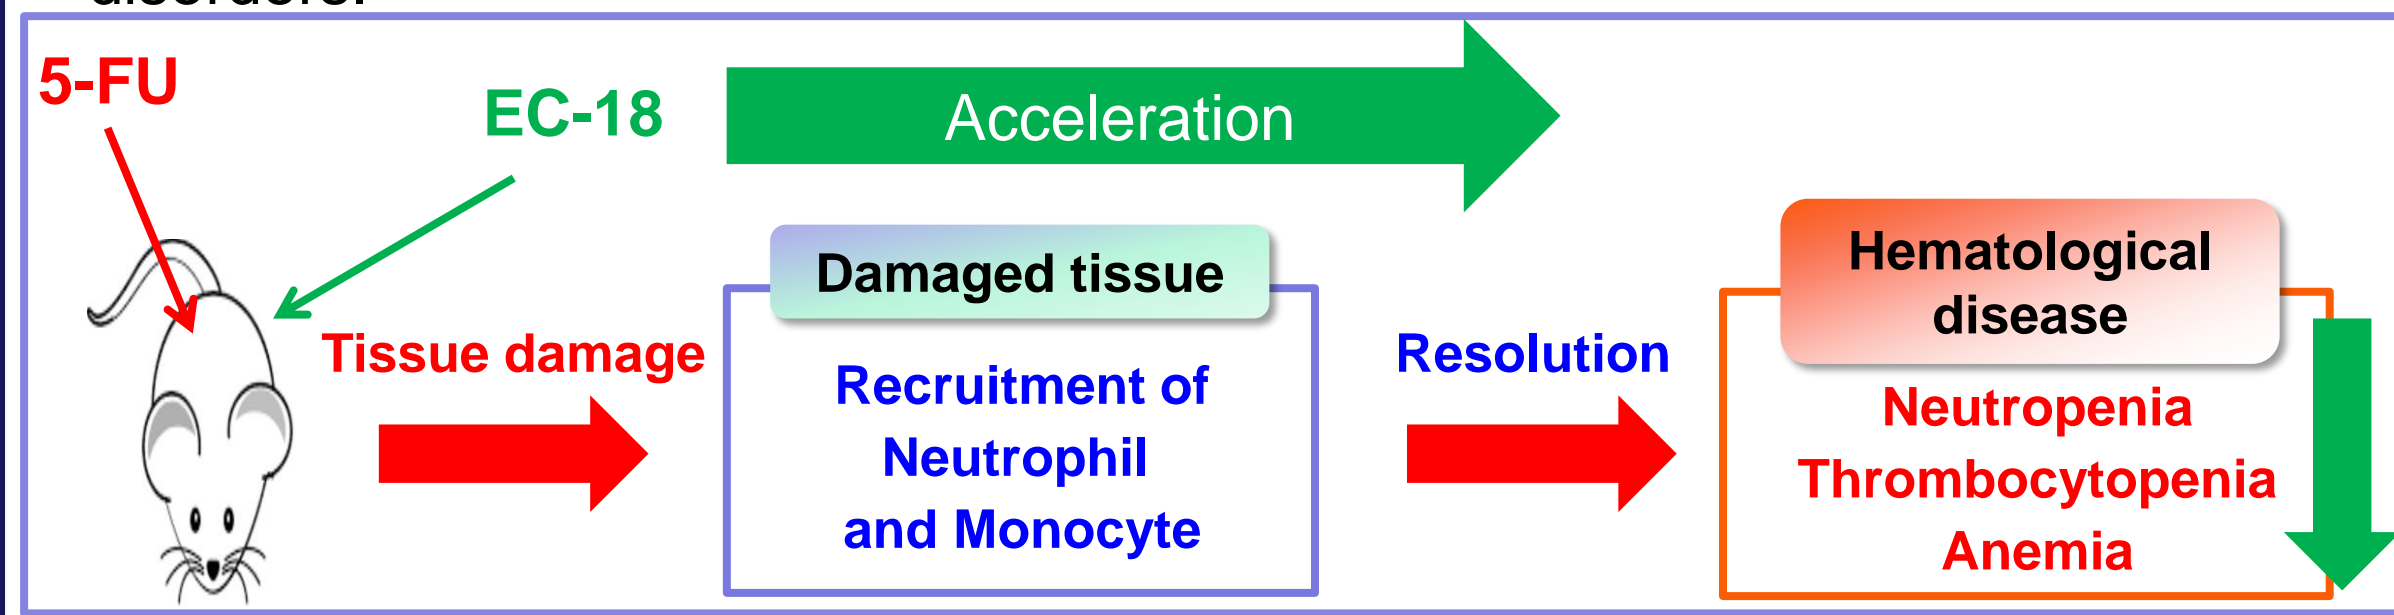 disorders.
5-FU
EC-18
Acceleration
Tissue damage
Damaged tissue
Recruitment of
Neutrophil
and Monocyte
Resolution
Hematological
disease
Neutropenia
Thrombocytopenia
Anemia